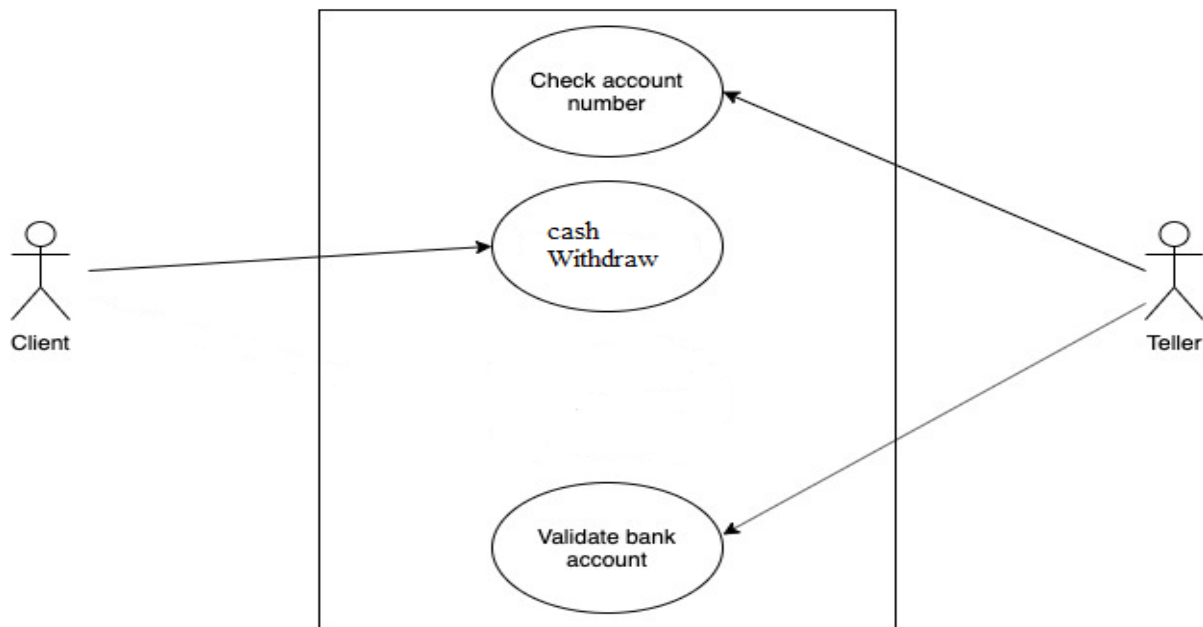 Check account
number
cash
Withdraw
Client
Teller
Validate bank
account